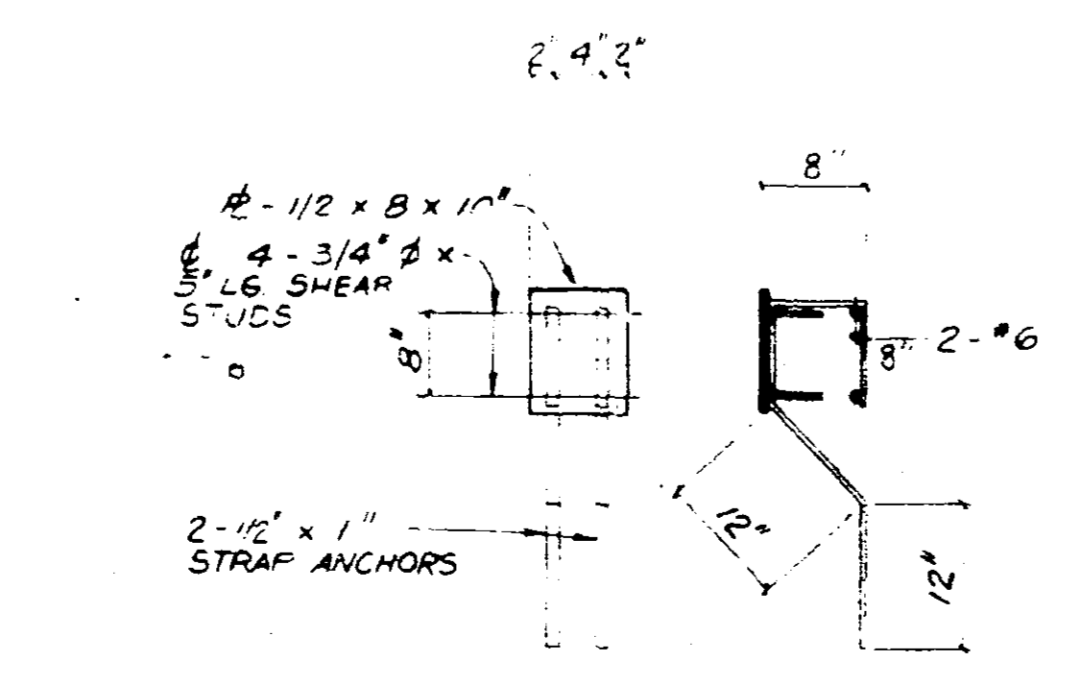 2" 4" 2"
8"
⅊ - 1/2 x 8 x 10"
℄ 4 - 3/4" ⌀ x
5" LG. SHEAR
STUDS
8"
8"
2 - #6
12"
12"
2 - 1/2" x 1"
STRAP ANCHORS